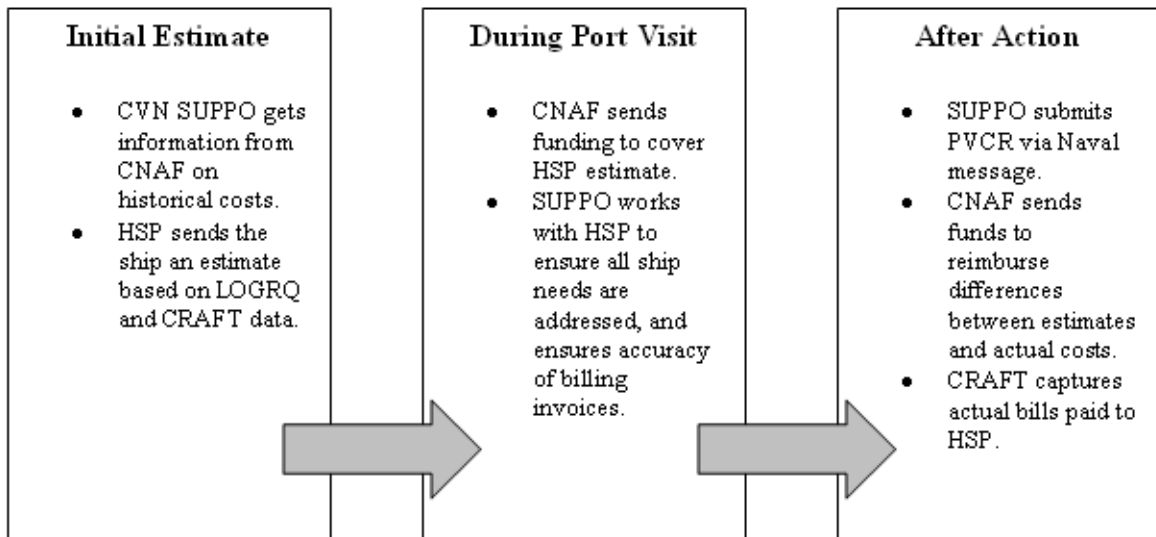 Initial Estimate
● CVN SUPPO gets
information from
CNAF on
historical costs.
● HSP sends the
ship an estimate
based on LOGRQ
and CRAFT data.
During Port Visit
● CNAF sends
funding to cover
HSP estimate.
● SUPPO works
with HSP to
ensure all ship
needs are
addressed, and
ensures accuracy
of billing
invoices.
After Action
● SUPPO submits
PVCR via Naval
message.
● CNAF sends
funds to
reimburse
differences
between estimates
and actual costs.
● CRAFT captures
actual bills paid to
HSP.